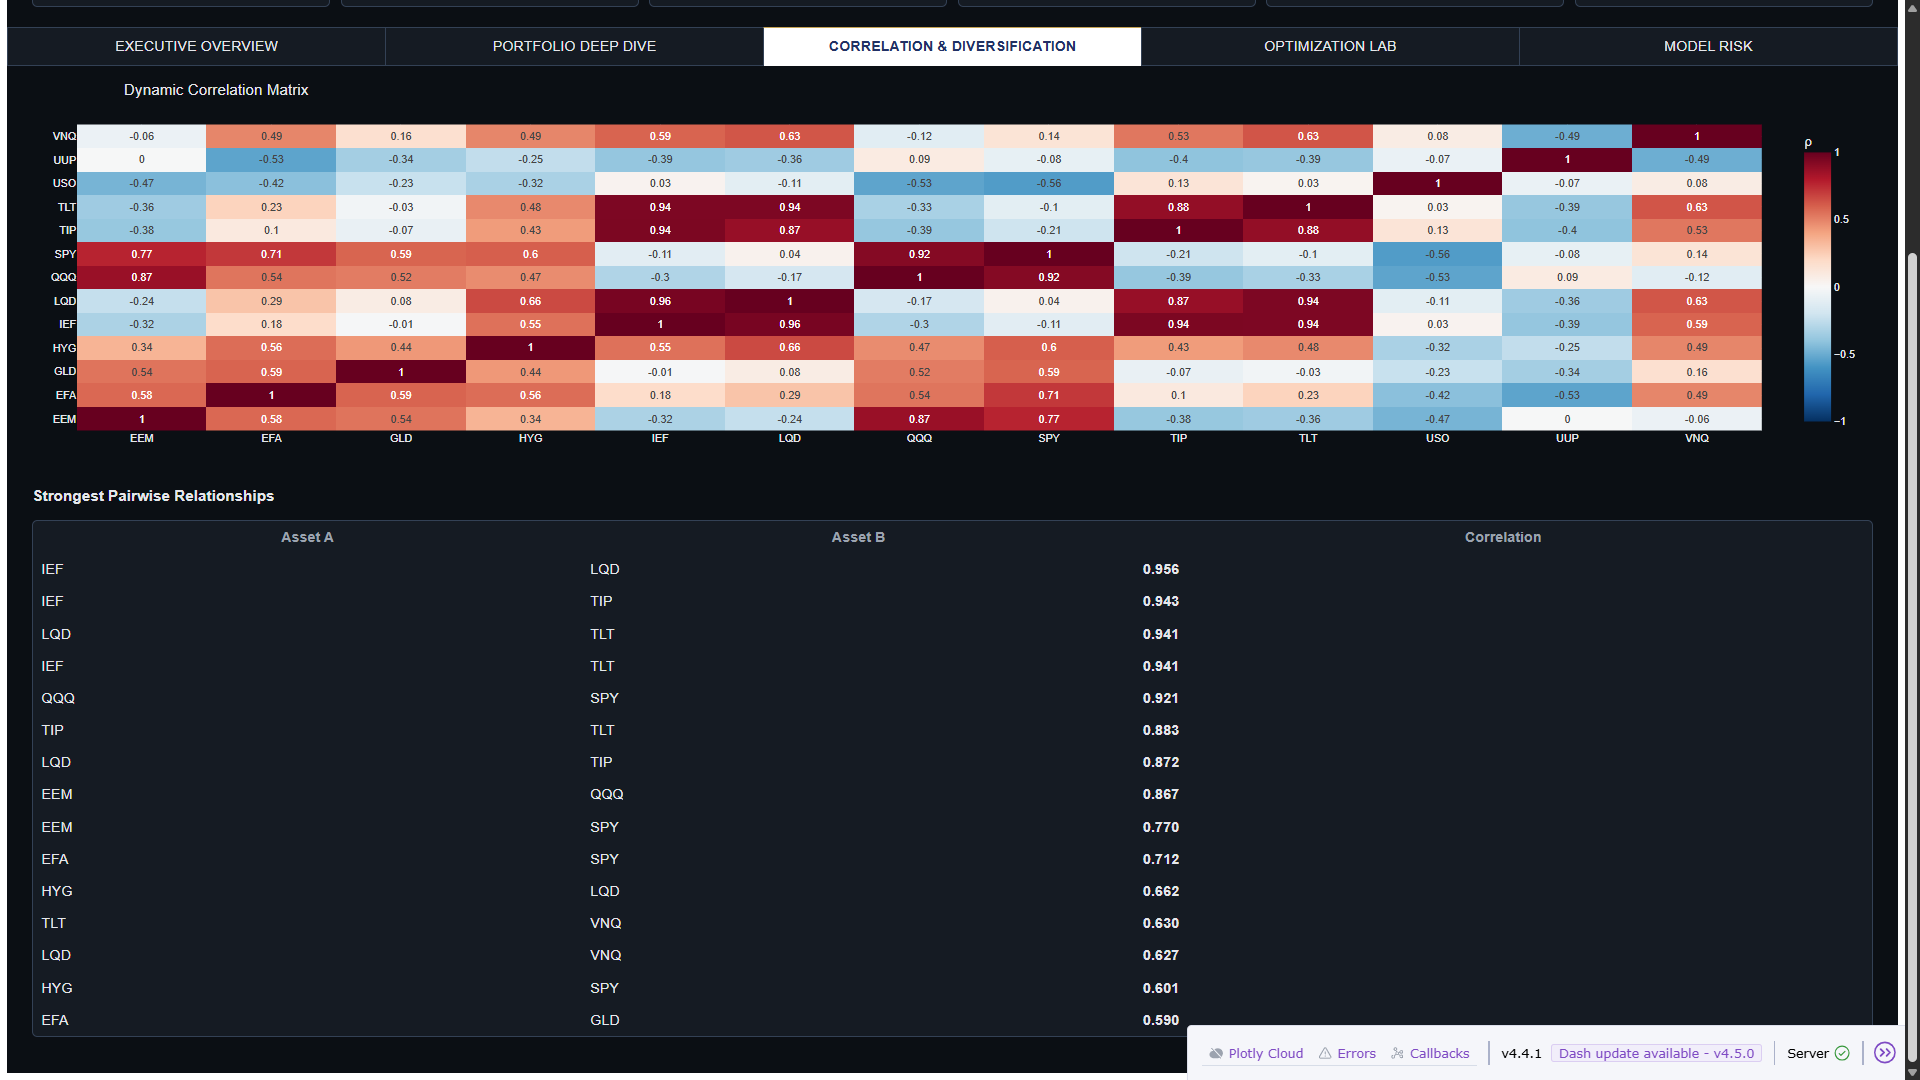 EXECUTIVE OVERVIEW PORTFOLIO DEEP DIVE CORRELATION & DIVERSIFICATION OPTIMIZATION LAB MODEL RISK
Dynamic Correlation Matrix
VNQ -0.06 0.49 0.16 0.49 0.59 0.63 -0.12 0.14 0.53 0.63 0.08 -0.49 1
UUP 0 -0.53 -0.34 -0.25 -0.39 -0.36 0.09 -0.08 -0.4 -0.39 -0.07 1 -0.49
USO -0.47 -0.42 -0.23 -0.32 0.03 -0.11 -0.53 -0.56 0.13 0.03 1 -0.07 0.08
TLT -0.36 0.23 -0.03 0.48 0.94 0.94 -0.33 -0.1 0.88 1 0.03 -0.39 0.63
TIP -0.38 0.1 -0.07 0.43 0.94 0.87 -0.39 -0.21 1 0.88 0.13 -0.4 0.53
SPY 0.77 0.71 0.59 0.6 -0.11 0.04 0.92 1 -0.21 -0.1 -0.56 -0.08 0.14
QQQ 0.87 0.54 0.52 0.47 -0.3 -0.17 1 0.92 -0.39 -0.33 -0.53 0.09 -0.12
LQD -0.24 0.29 0.08 0.66 0.96 1 -0.17 0.04 0.87 0.94 -0.11 -0.36 0.63
IEF -0.32 0.18 -0.01 0.55 1 0.96 -0.3 -0.11 0.94 0.94 0.03 -0.39 0.59
HYG 0.34 0.56 0.44 1 0.55 0.66 0.47 0.6 0.43 0.48 -0.32 -0.25 0.49
GLD 0.54 0.59 1 0.44 -0.01 0.08 0.52 0.59 -0.07 -0.03 -0.23 -0.34 0.16
EFA 0.58 1 0.59 0.56 0.18 0.29 0.54 0.71 0.1 0.23 -0.42 -0.53 0.49
EEM 1 0.58 0.54 0.34 -0.32 -0.24 0.87 0.77 -0.38 -0.36 -0.47 0 -0.06
EEM EFA GLD HYG IEF LQD QQQ SPY TIP TLT USO UUP VNQ
ρ
1
0.5
0
−0.5
−1
Strongest Pairwise Relationships
Asset A Asset B Correlation
IEF LQD 0.956
IEF TIP 0.943
LQD TLT 0.941
IEF TLT 0.941
QQQ SPY 0.921
TIP TLT 0.883
LQD TIP 0.872
EEM QQQ 0.867
EEM SPY 0.770
EFA SPY 0.712
HYG LQD 0.662
TLT VNQ 0.630
LQD VNQ 0.627
HYG SPY 0.601
EFA GLD 0.590
Plotly Cloud Errors Callbacks v4.4.1 Dash update available - v4.5.0 Server